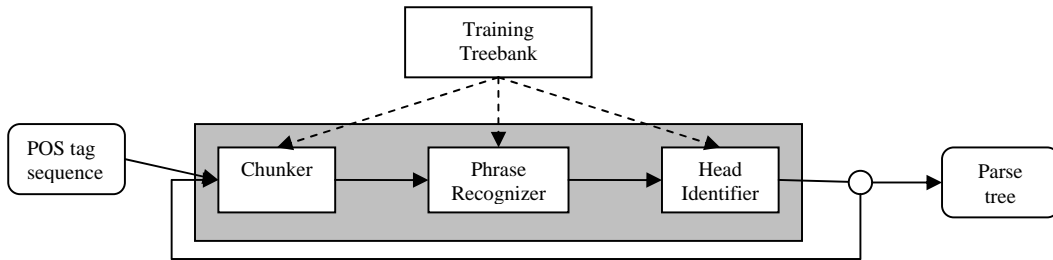 Training
Treebank
POS tag
sequence
Chunker
Phrase
Recognizer
Head
Identifier
Parse
tree